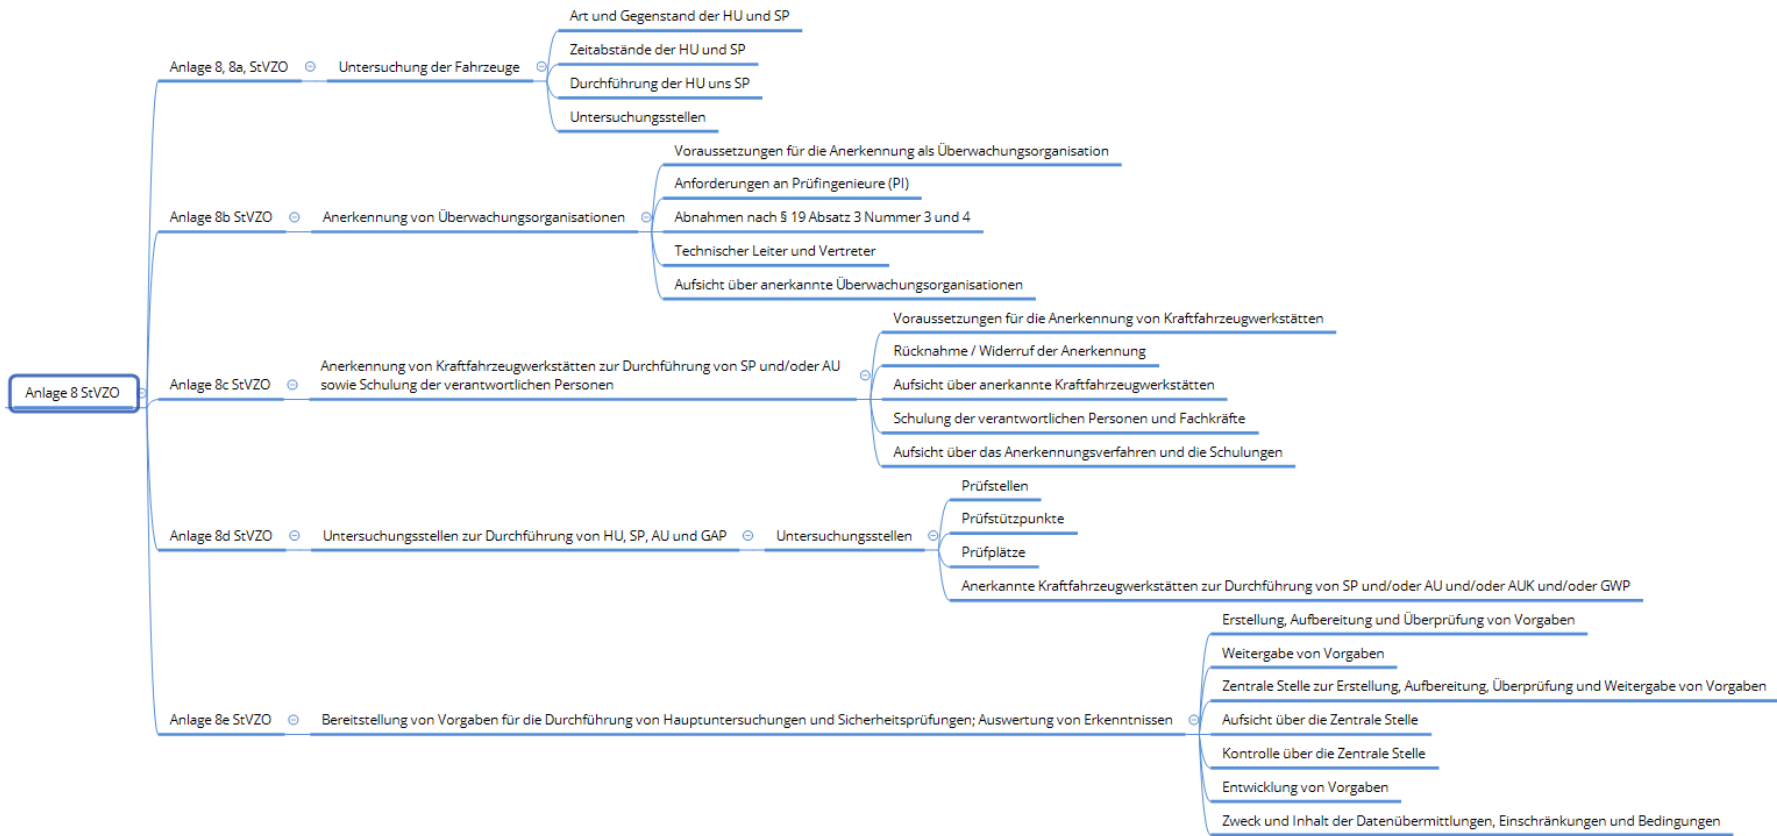 Anlage 8 StVZO
Anlage 8, 8a, StVZO
Untersuchung der Fahrzeuge
Art und Gegenstand der HU und SP
Zeitabstände der HU und SP
Durchführung der HU uns SP
Untersuchungsstellen
Anlage 8b StVZO
Anerkennung von Überwachungsorganisationen
Voraussetzungen für die Anerkennung als Überwachungsorganisation
Anforderungen an Prüfingenieure (PI)
Abnahmen nach § 19 Absatz 3 Nummer 3 und 4
Technischer Leiter und Vertreter
Aufsicht über anerkannte Überwachungsorganisationen
Anlage 8c StVZO
Anerkennung von Kraftfahrzeugwerkstätten zur Durchführung von SP und/oder AU
sowie Schulung der verantwortlichen Personen
Voraussetzungen für die Anerkennung von Kraftfahrzeugwerkstätten
Rücknahme / Widerruf der Anerkennung
Aufsicht über anerkannte Kraftfahrzeugwerkstätten
Schulung der verantwortlichen Personen und Fachkräfte
Aufsicht über das Anerkennungsverfahren und die Schulungen
Anlage 8d StVZO
Untersuchungsstellen zur Durchführung von HU, SP, AU und GAP
Untersuchungsstellen
Prüfstellen
Prüfstützpunkte
Prüfplätze
Anerkannte Kraftfahrzeugwerkstätten zur Durchführung von SP und/oder AU und/oder AUK und/oder GWP
Anlage 8e StVZO
Bereitstellung von Vorgaben für die Durchführung von Hauptuntersuchungen und Sicherheitsprüfungen; Auswertung von Erkenntnissen
Erstellung, Aufbereitung und Überprüfung von Vorgaben
Weitergabe von Vorgaben
Zentrale Stelle zur Erstellung, Aufbereitung, Überprüfung und Weitergabe von Vorgaben
Aufsicht über die Zentrale Stelle
Kontrolle über die Zentrale Stelle
Entwicklung von Vorgaben
Zweck und Inhalt der Datenübermittlungen, Einschränkungen und Bedingungen